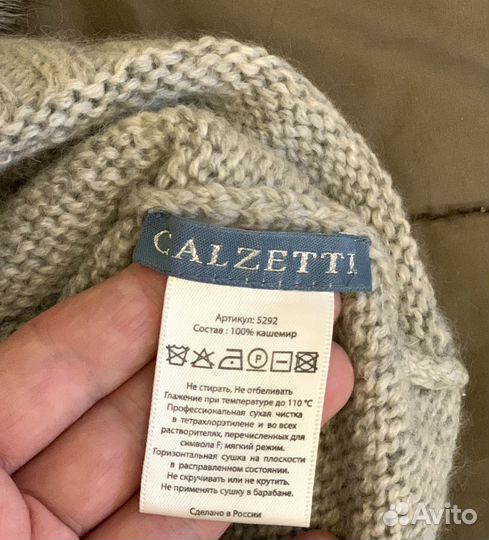 CALZETTI
Артикул: 5292
Состав : 100% кашемир
P
Не стирать. Не отбеливать
Глажение при температуре до 110 °C
Профессиональная сухая чистка
в тетрахлорэтилене и во всех
растворителях, перечисленных для
символа F; мягкий режим.
Горизонтальная сушка на плоскости
в расправленном состоянии.
Не скручивать или не крутить.
Не применять сушку в барабане.
Сделано в России
Avito